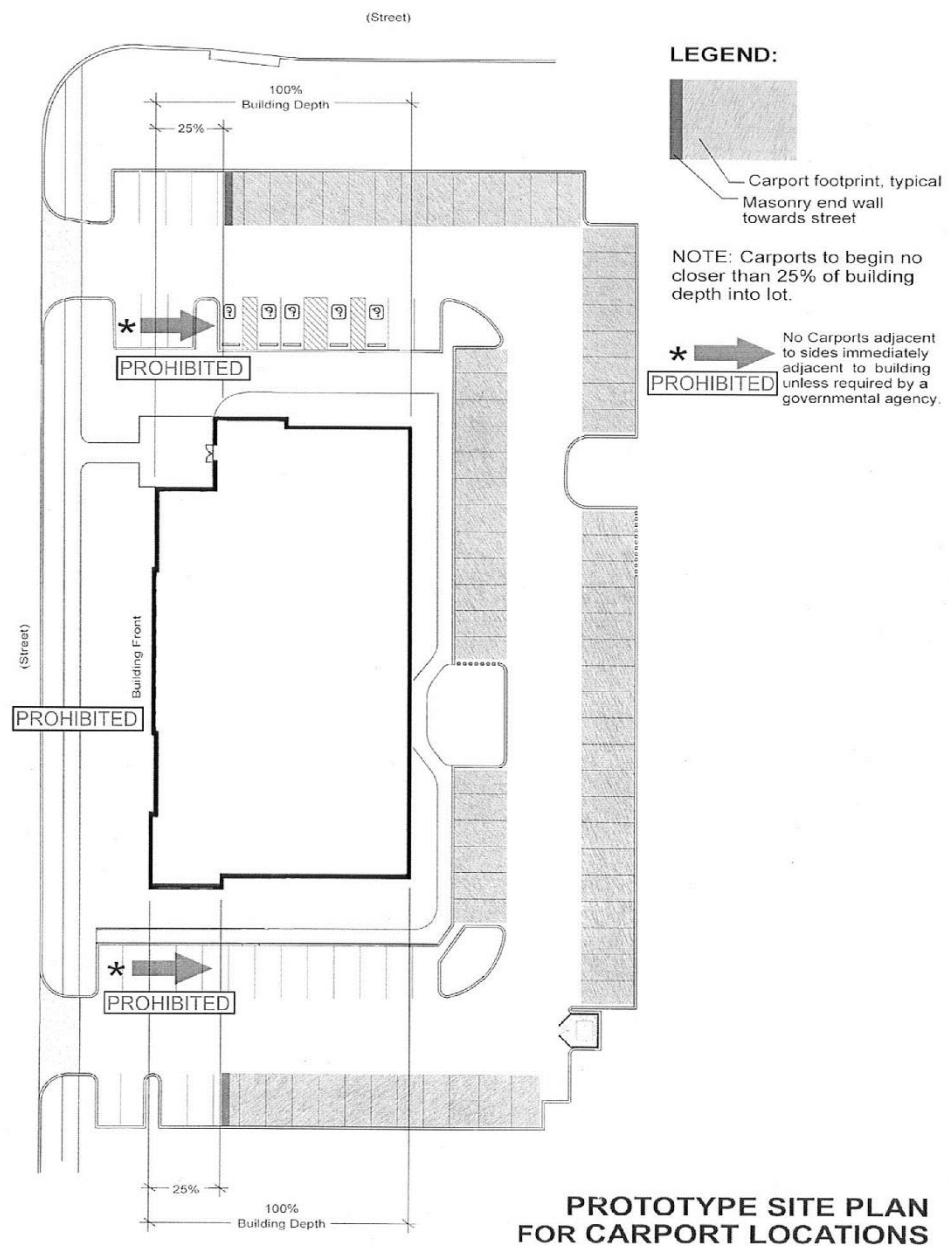 (Street)
LEGEND:
100%
Building Depth
25%
Carport footprint, typical
Masonry end wall
towards street
NOTE: Carports to begin no
closer than 25% of building
depth into lot.
*
PROHIBITED
*
PROHIBITED
No Carports adjacent
to sides immediately
adjacent to building
unless required by a
governmental agency.
(Street)
Building Front
PROHIBITED
*
PROHIBITED
25%
100%
Building Depth
PROTOTYPE SITE PLAN
FOR CARPORT LOCATIONS